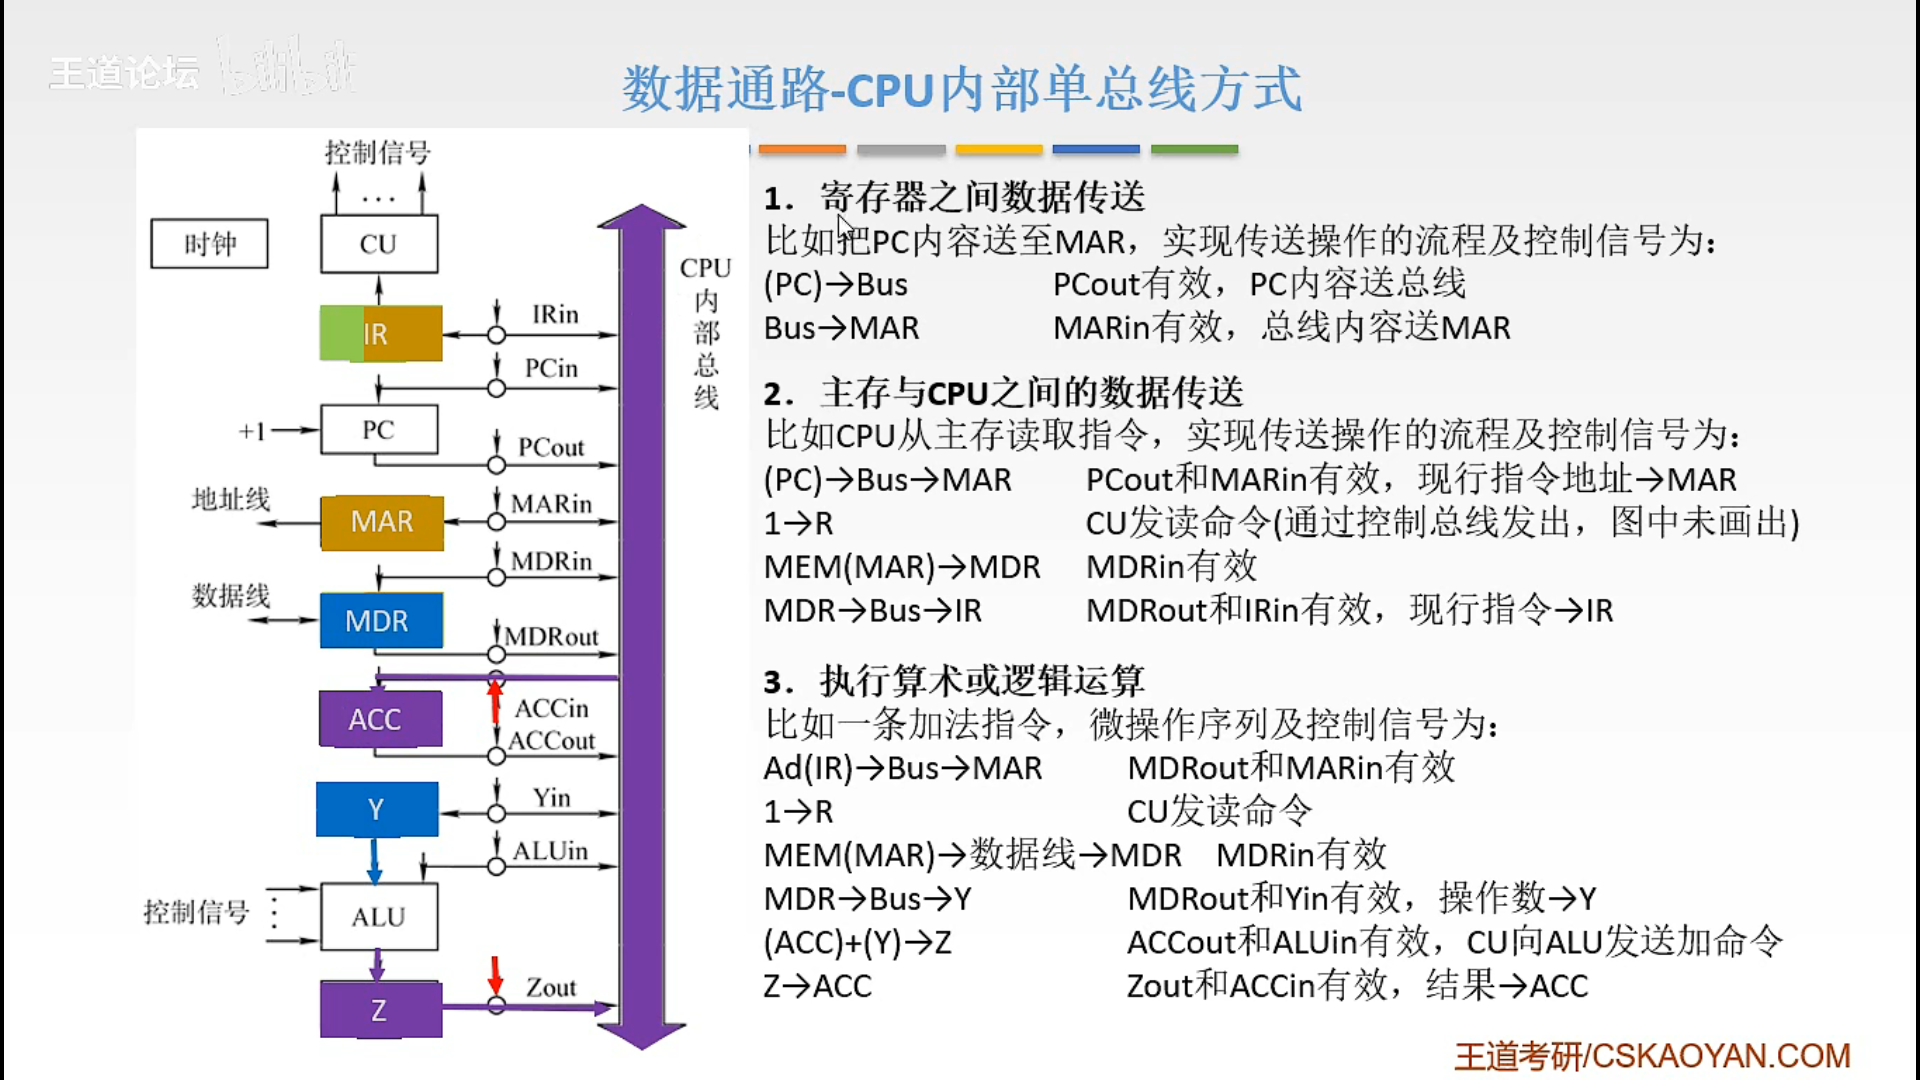 王道论坛 bilibili
数据通路-CPU内部单总线方式
控制信号
...
时钟
CU
CPU内部总线
IR
IRin
PCin
+1
PC
PCout
地址线
MAR
MARin
MDRin
数据线
MDR
MDRout
ACC
ACCin
ACCout
Y
Yin
ALUin
控制信号
ALU
Z
Zout
1. 寄存器之间数据传送
比如把PC内容送至MAR，实现传送操作的流程及控制信号为：
(PC)→Bus PCout有效，PC内容送总线
Bus→MAR MARin有效，总线内容送MAR
2. 主存与CPU之间的数据传送
比如CPU从主存读取指令，实现传送操作的流程及控制信号为：
(PC)→Bus→MAR PCout和MARin有效，现行指令地址→MAR
1→R CU发读命令(通过控制总线发出，图中未画出)
MEM(MAR)→MDR MDRin有效
MDR→Bus→IR MDRout和IRin有效，现行指令→IR
3. 执行算术或逻辑运算
比如一条加法指令，微操作序列及控制信号为：
Ad(IR)→Bus→MAR MDRout和MARin有效
1→R CU发读命令
MEM(MAR)→数据线→MDR MDRin有效
MDR→Bus→Y MDRout和Yin有效，操作数→Y
(ACC)+(Y)→Z ACCout和ALUin有效，CU向ALU发送加命令
Z→ACC Zout和ACCin有效，结果→ACC
王道考研/CSKAOYAN.COM